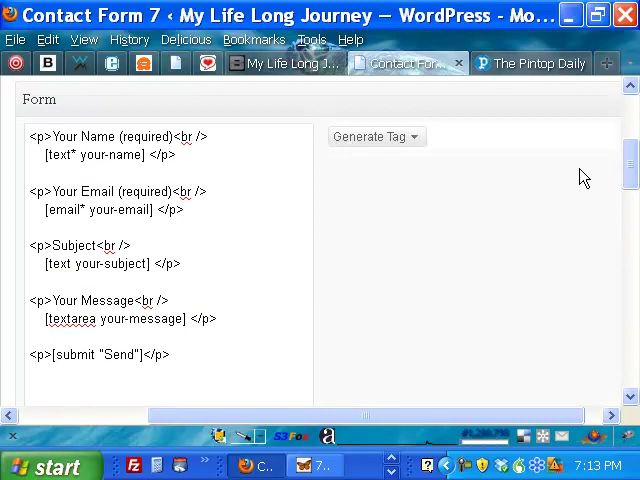 Contact Form 7 ‹ My Life Long Journey — WordPress - Mo...
File Edit View History Delicious Bookmarks Tools Help
My Life Long J... Contact For... The Pintop Daily
Form
<p>Your Name (required)<br />
[text* your-name] </p>
Generate Tag
<p>Your Email (required)<br />
[email* your-email] </p>
<p>Subject<br />
[text your-subject] </p>
<p>Your Message<br />
[textarea your-message] </p>
<p>[submit "Send"]</p>
S3Fox a
start C... 7... 7:13 PM